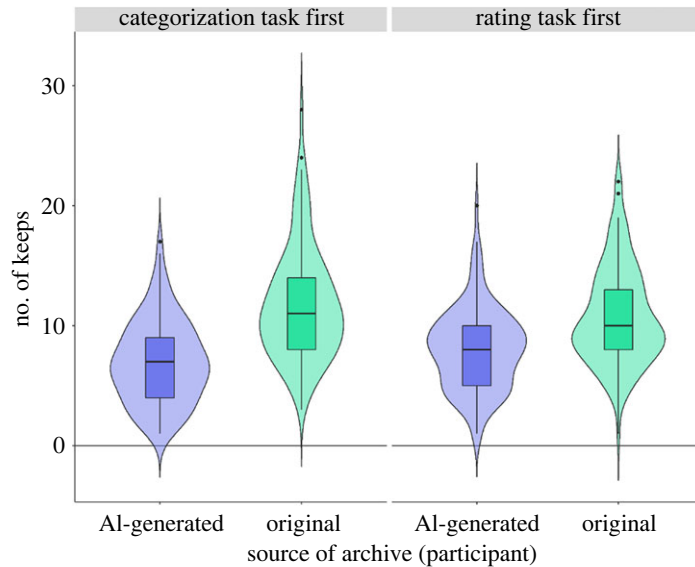 categorization task first
rating task first
30
20
10
0
no. of keeps
AI-generated
original
AI-generated
original
source of archive (participant)